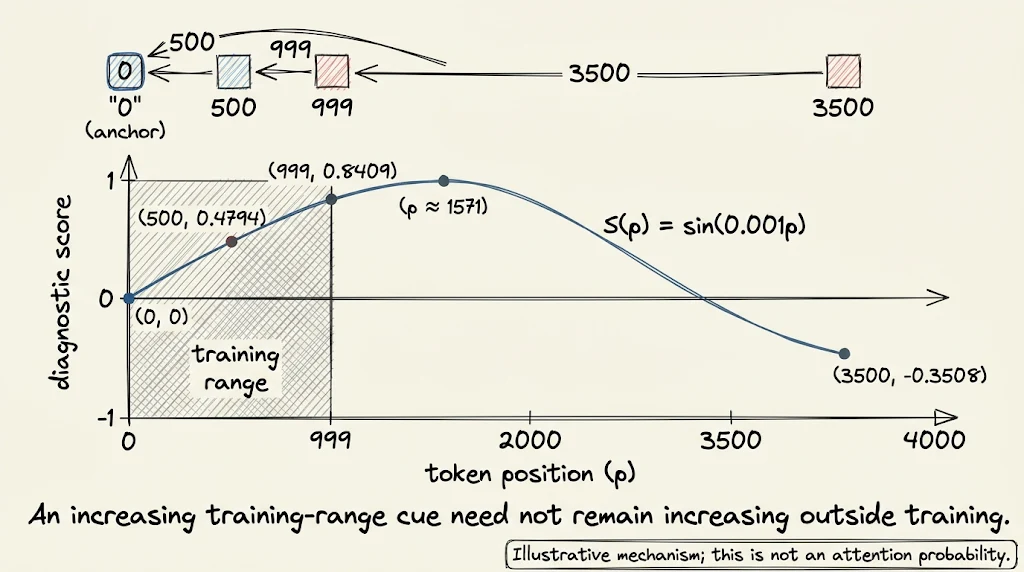 500
999
0
3500
"0"
500
999
3500
(anchor)
(999, 0.8409)
1
(500, 0.4794)
(p ≈ 1571)
S(p) = sin(0.001p)
diagnostic score
0
(0, 0)
training
range
(3500, -0.3508)
-1
0
999
2000
3500
4000
token position (p)
An increasing training-range cue need not remain increasing outside training.
Illustrative mechanism; this is not an attention probability.